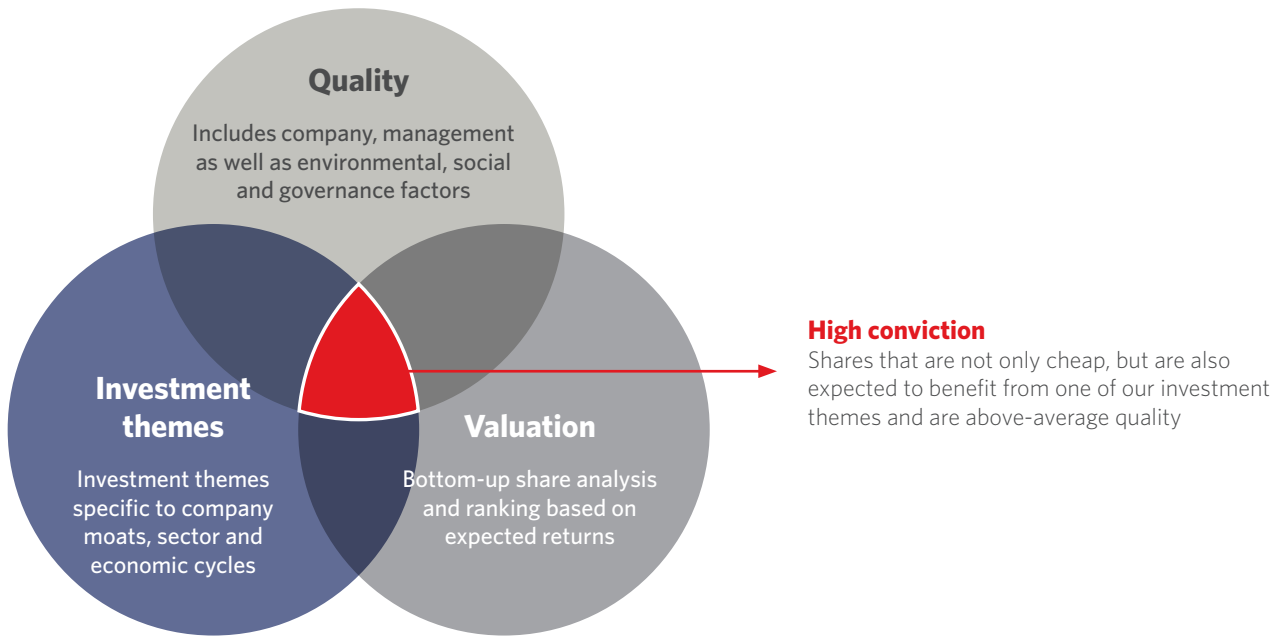 Quality
Includes company, management
as well as environmental, social
and governance factors
Investment
themes
Investment themes
specific to company
moats, sector and
economic cycles
Valuation
Bottom-up share analysis
and ranking based on
expected returns
High conviction
Shares that are not only cheap, but are also
expected to benefit from one of our investment
themes and are above-average quality